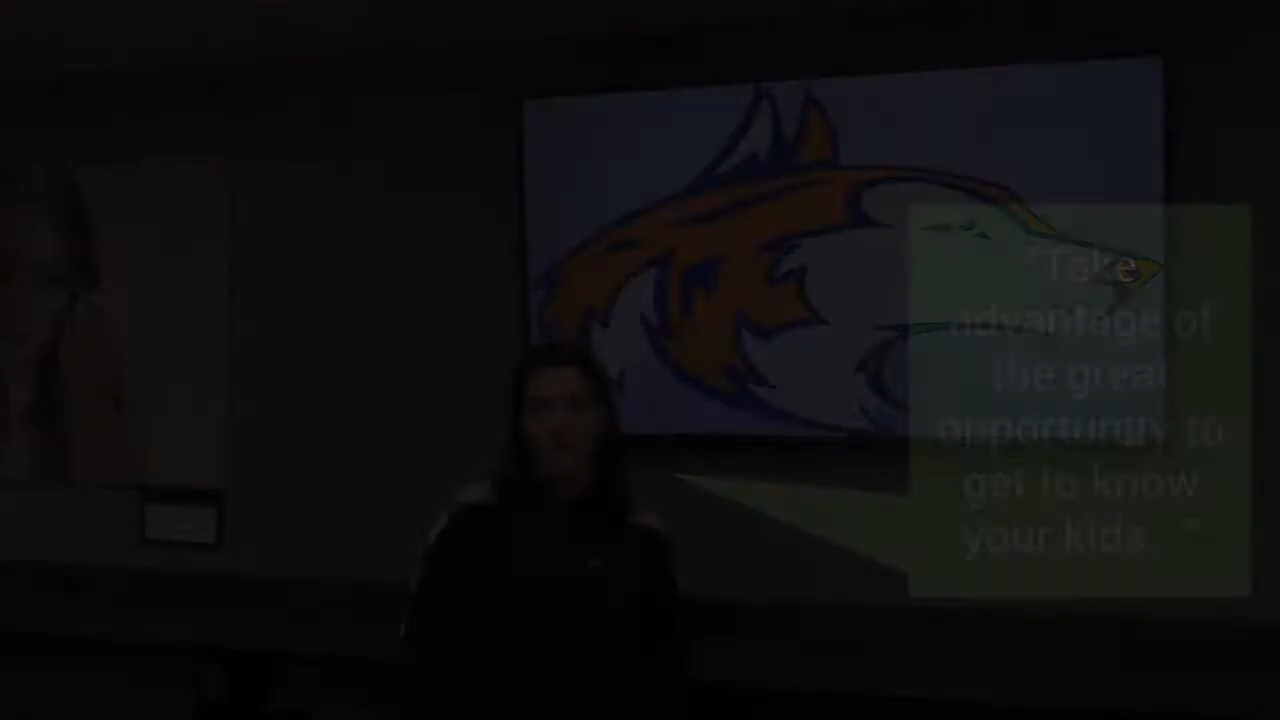 "Take
advantage of
the great
opportunity to
get to know
your kids."